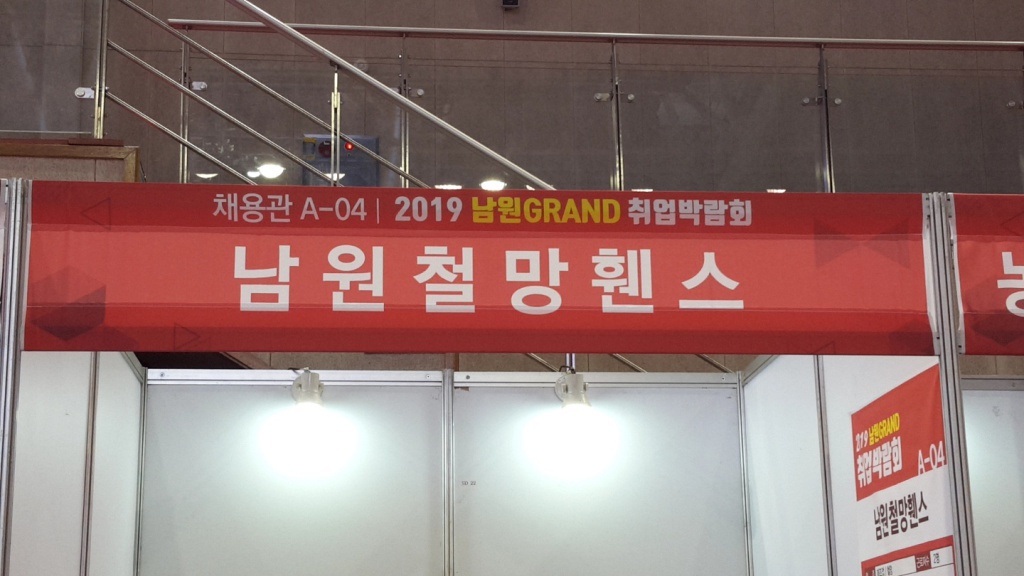 채용관 A-04 | 2019 남원GRAND 취업박람회
남원철망휀스
2019 남원GRAND
취업박람회 A-04
남원철망휀스